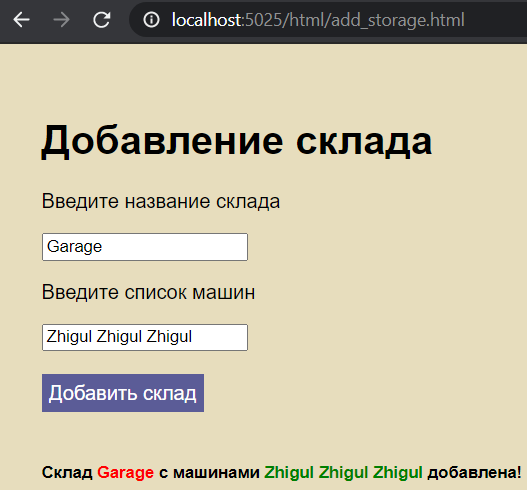 localhost:5025/html/add_storage.html
Добавление склада
Введите название склада
Garage
Введите список машин
Zhigul Zhigul Zhigul
Добавить склад
Склад Garage с машинами Zhigul Zhigul Zhigul добавлена!